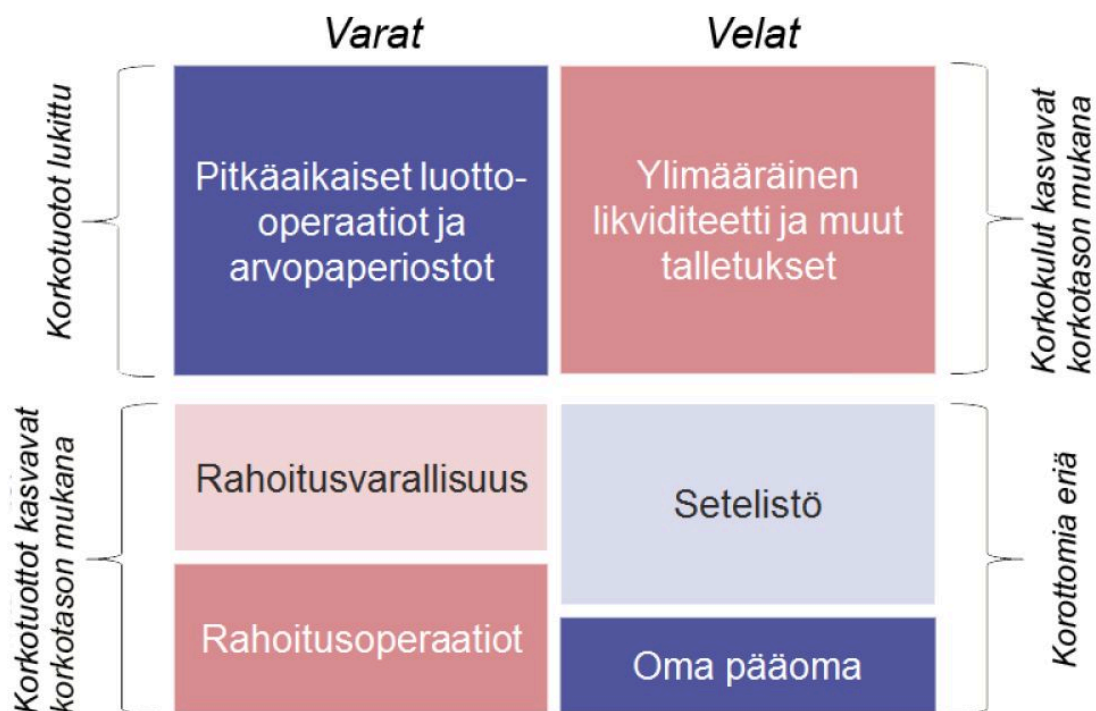 Varat
Velat
Korkotuotot lukittu
Pitkäaikaiset luotto-
operaatiot ja
arvopaperiostot
Ylimääräinen
likviditeetti ja muut
talletukset
Korkokulut kasvavat
korkotason mukana
Korkotuottot kasvavat
korkotason mukana
Rahoitusvarallisuus
Rahoitusoperaatiot
Setelistö
Oma pääoma
Korottomia eriä